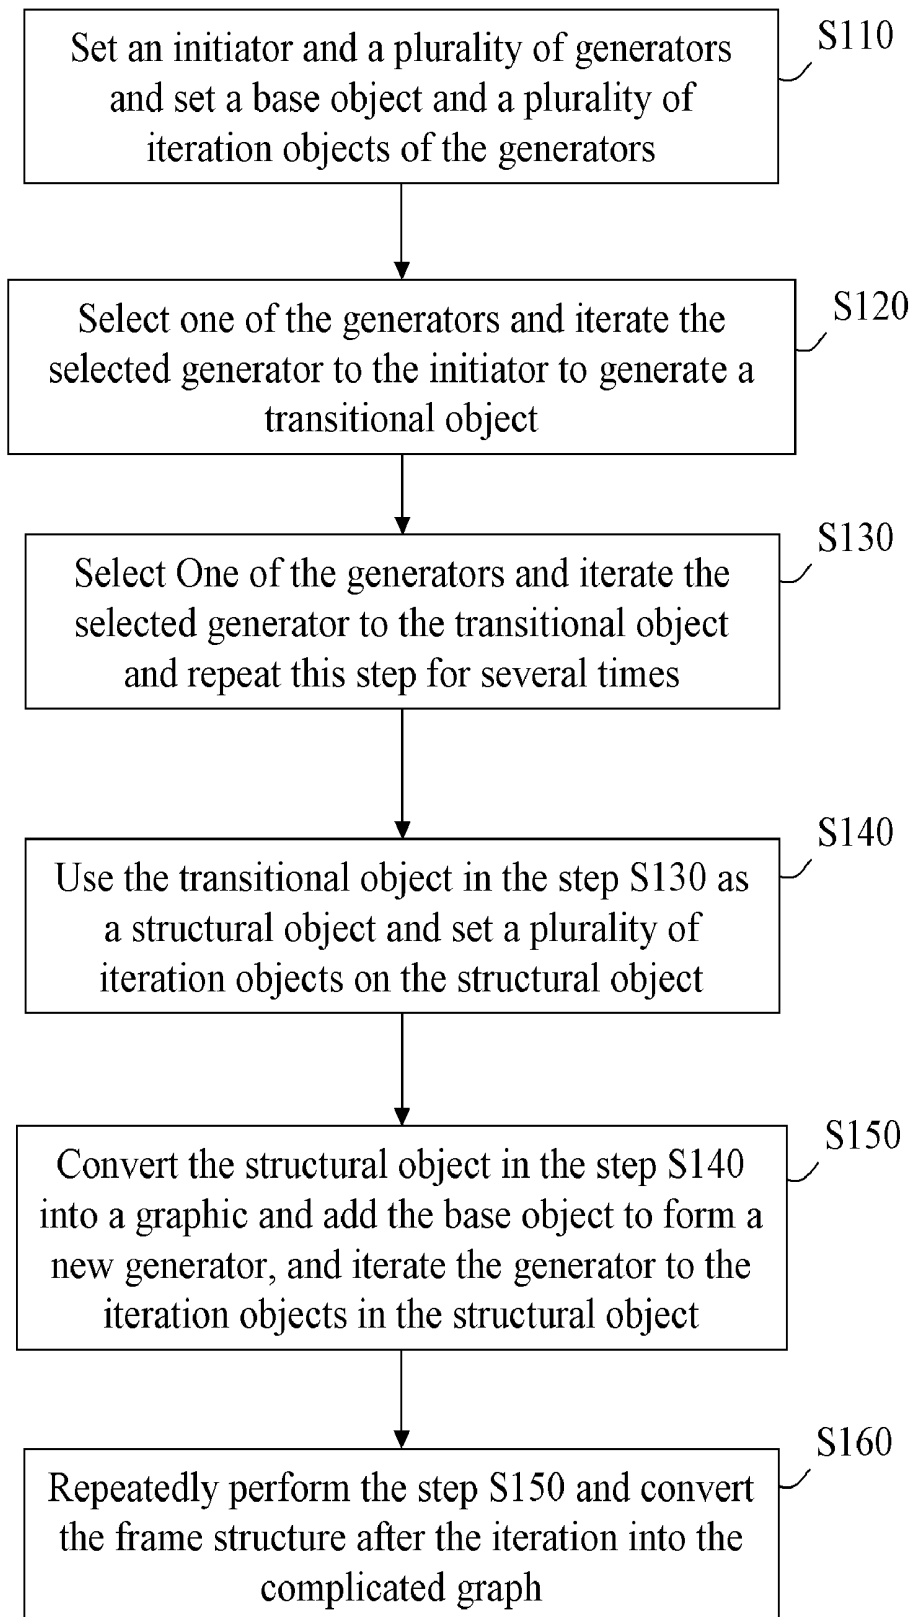 S110
Set an initiator and a plurality of generators
and set a base object and a plurality of
iteration objects of the generators
S120
Select one of the generators and iterate the
selected generator to the initiator to generate a
transitional object
S130
Select One of the generators and iterate the
selected generator to the transitional object
and repeat this step for several times
S140
Use the transitional object in the step S130 as
a structural object and set a plurality of
iteration objects on the structural object
S150
Convert the structural object in the step S140
into a graphic and add the base object to form a
new generator, and iterate the generator to the
iteration objects in the structural object
S160
Repeatedly perform the step S150 and convert
the frame structure after the iteration into the
complicated graph